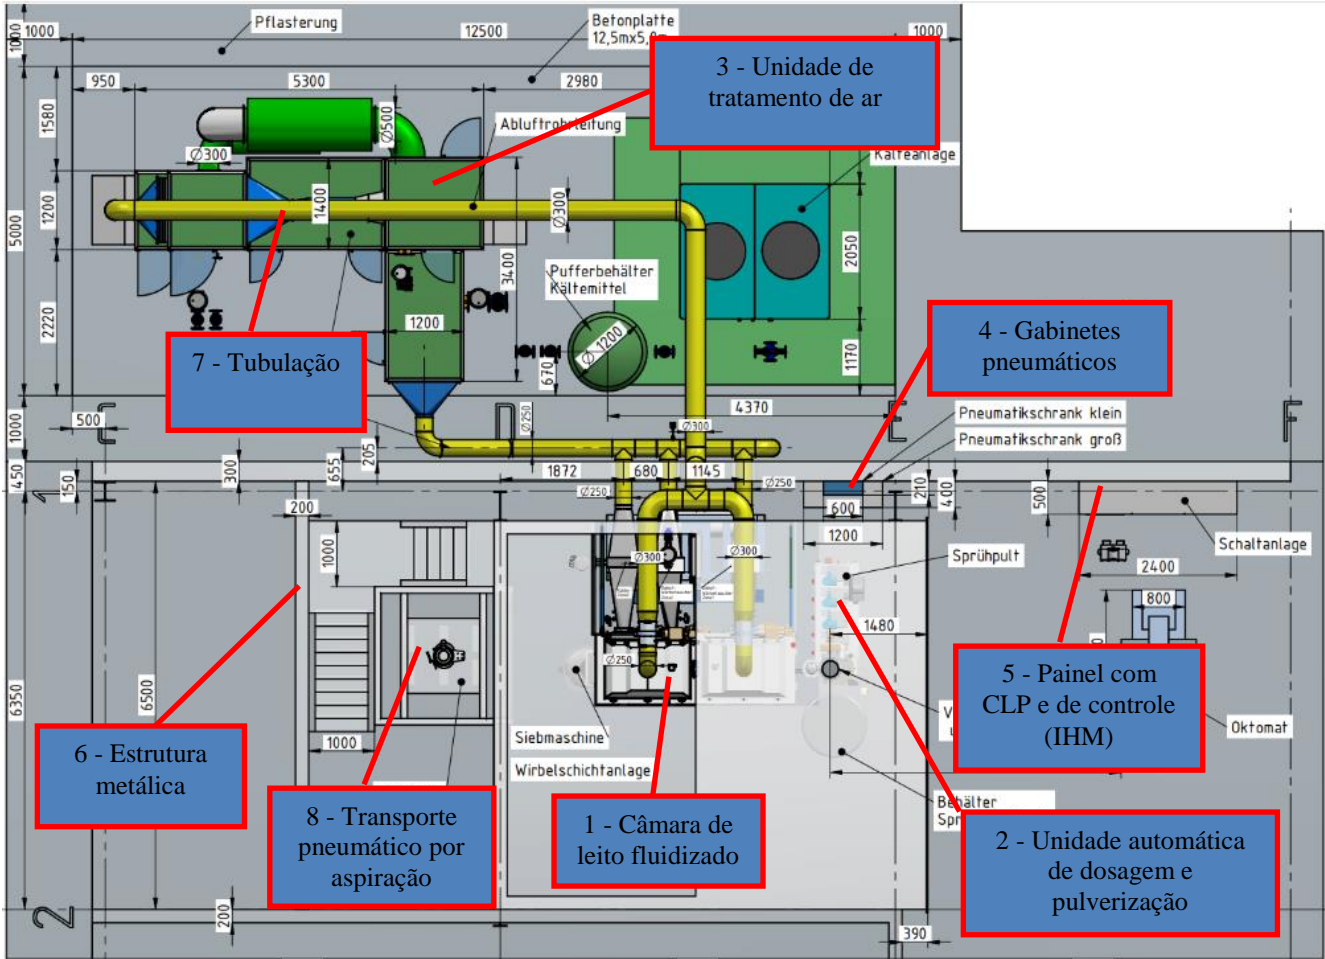 1000
1000
Pflasterung
12500
Betonplatte
12,5mx5,0m
1000
950
5300
2980
3 - Unidade de
tratamento de ar
1580
Ø500
Abluftrohrleitung
Ø300
Kälteanlage
5000
1200
1400
Ø300
2050
3400
Pufferbehälter
Kältemittel
2220
1200
Ø 1200
7 - Tubulação
4 - Gabinetes
pneumáticos
670
1170
500
C
D
4370
E
F
Pneumatikschrank klein
Pneumatikschrank groß
1000
Ø250
Ø300
205
655
450
150
300
1
1872
680
1145
Ø250
Ø250
210
400
500
200
600
1200
Schaltanlage
1000
Ø300
Ø300
Sprühpult
2400
800
1480
Ø250
6350
6500
5 - Painel com
CLP e de controle
(IHM)
Oktomat
Siebmaschine
1000
Wirbelschichtanlage
6 - Estrutura
metálica
8 - Transporte
pneumático por
aspiração
1 - Câmara de
leito fluidizado
Behälter
2 - Unidade automática
de dosagem e
pulverização
2
200
390